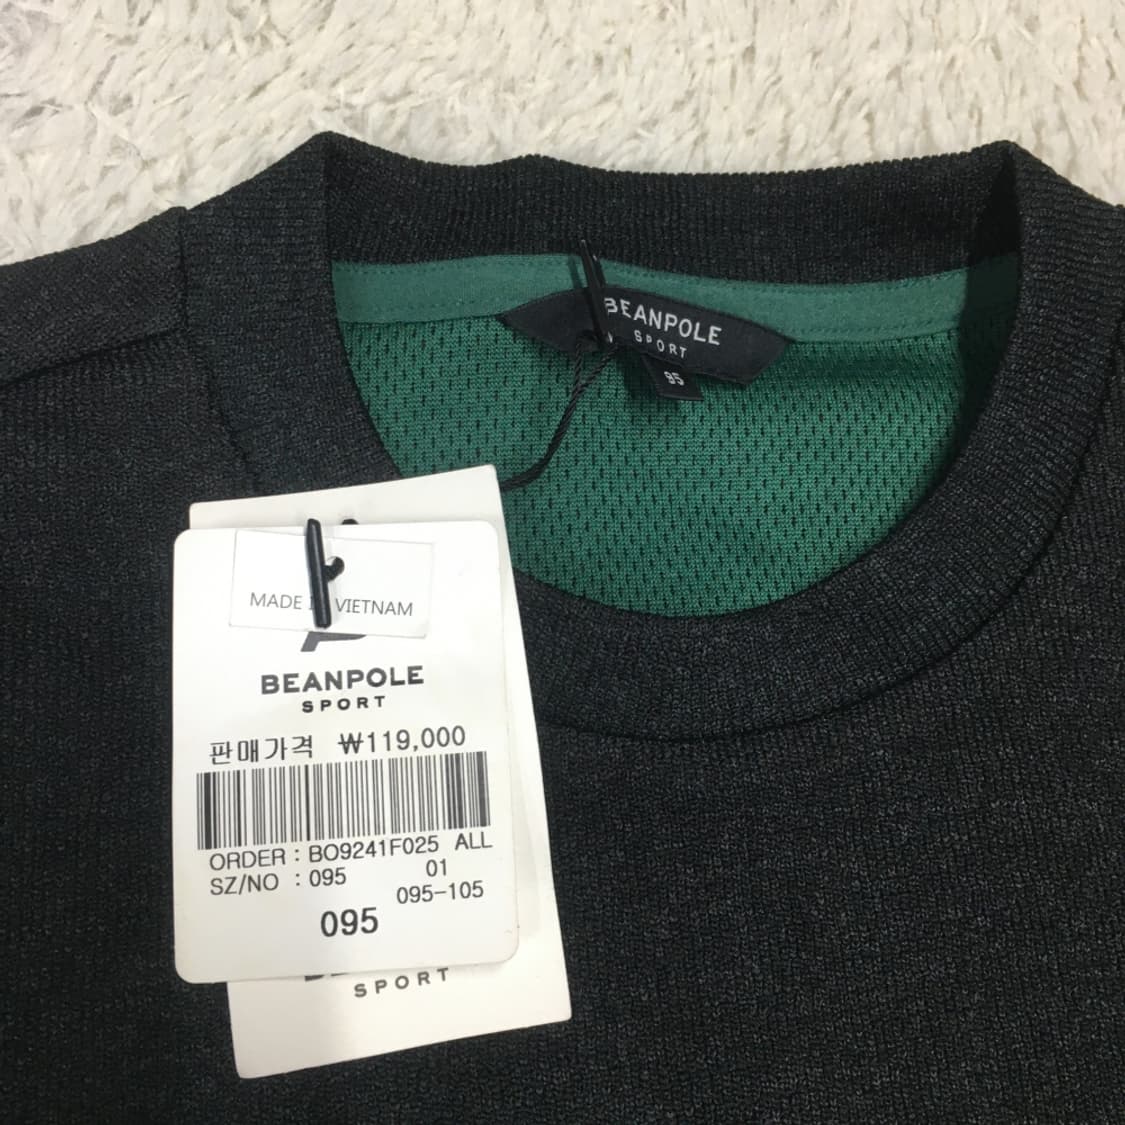 BEANPOLE
SPORT
95
MADE IN VIETNAM
BEANPOLE
SPORT
판매가격 ₩119,000
ORDER : BO9241F025 ALL
SZ/NO : 095 01
095-105
095
SPORT